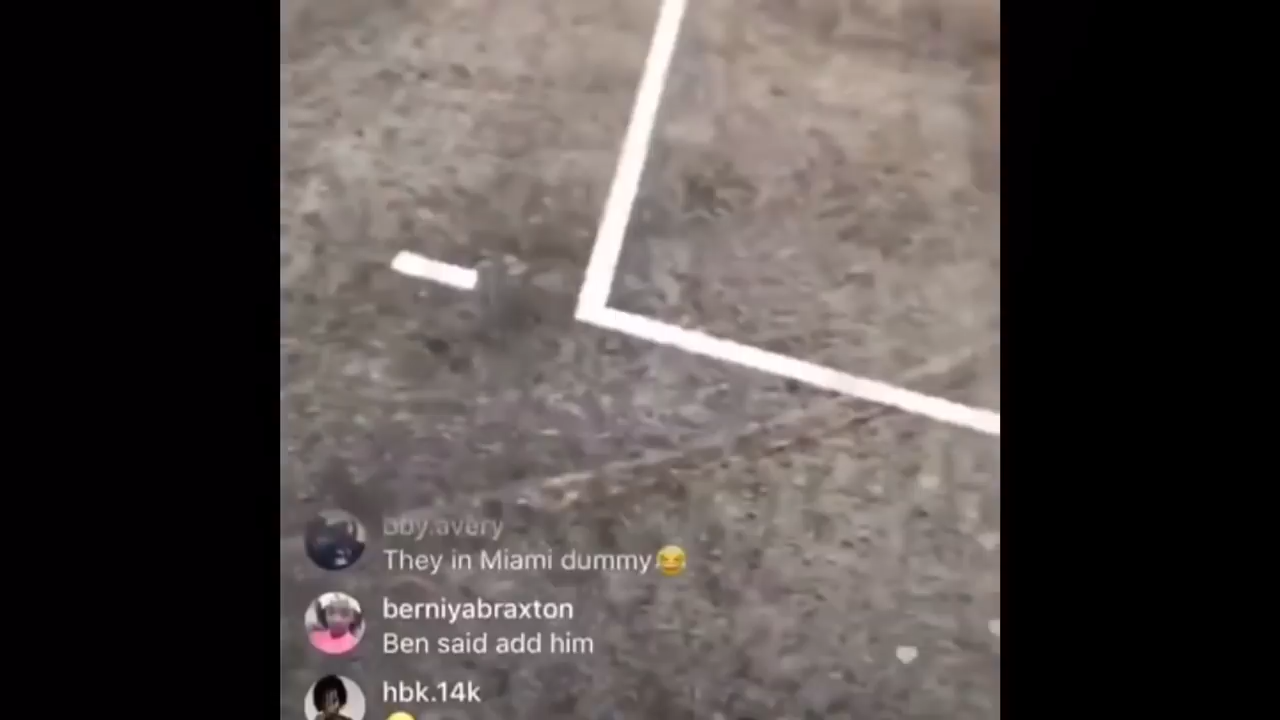 bby.avery
They in Miami dummy😂
berniyabraxton
Ben said add him
hbk.14k